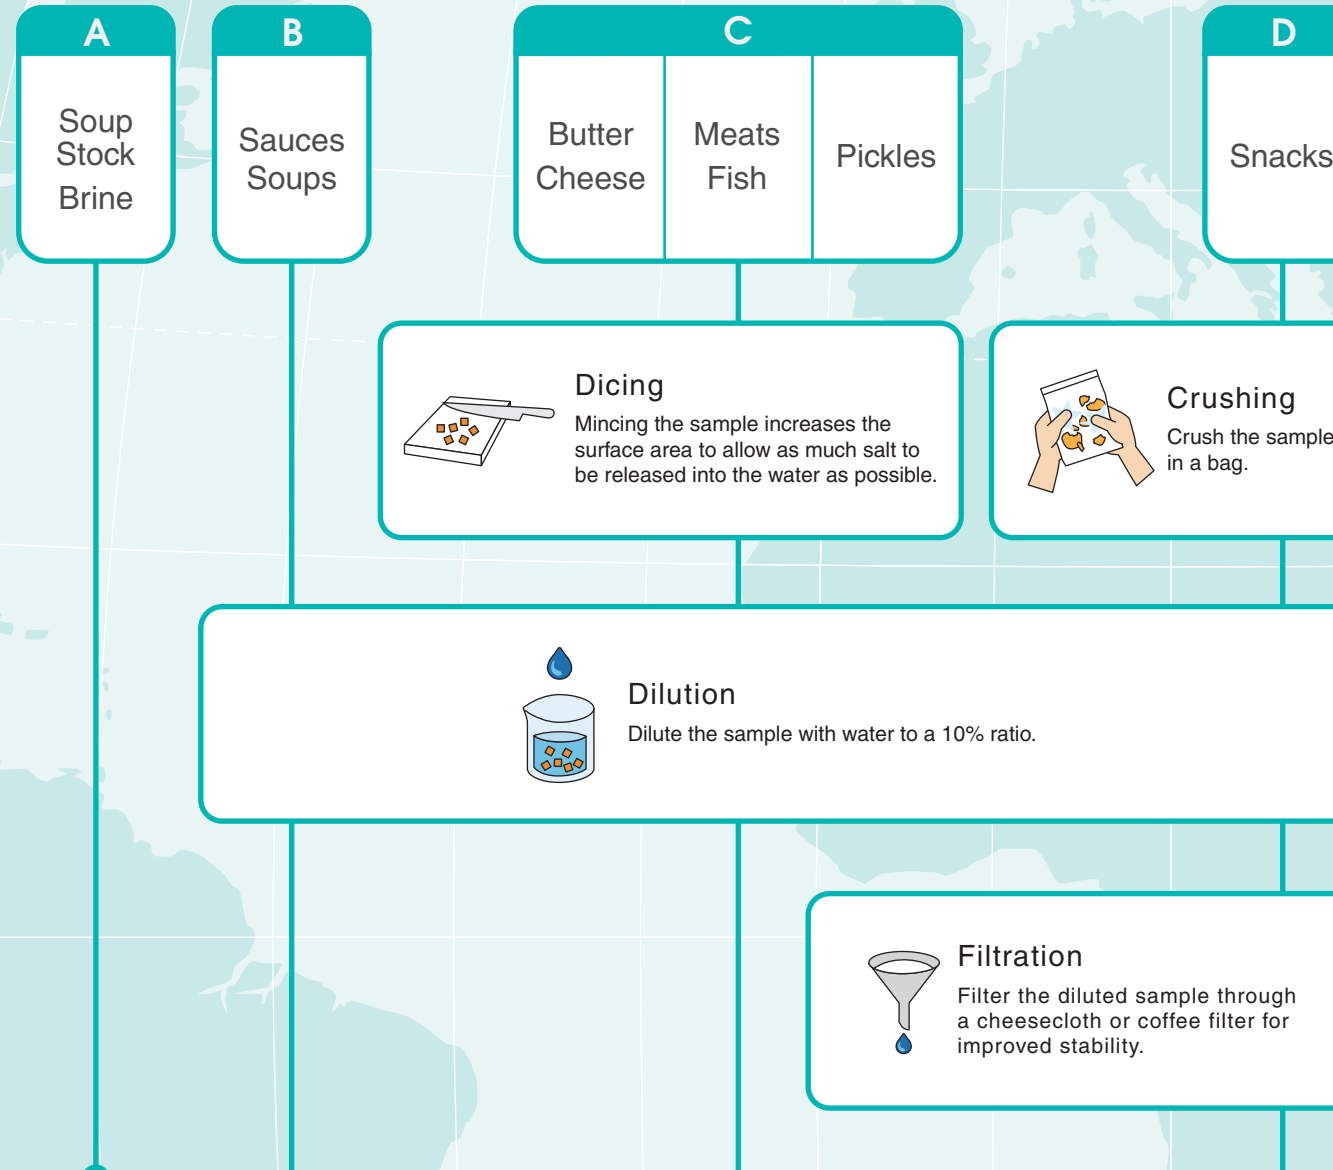 A
Soup
Stock
Brine
B
Sauces
Soups
C
Butter
Cheese
Meats
Fish
Pickles
D
Snacks
Dicing
Mincing the sample increases the
surface area to allow as much salt to
be released into the water as possible.
Crushing
Crush the sample
in a bag.
Dilution
Dilute the sample with water to a 10% ratio.
Filtration
Filter the diluted sample through
a cheesecloth or coffee filter for
improved stability.